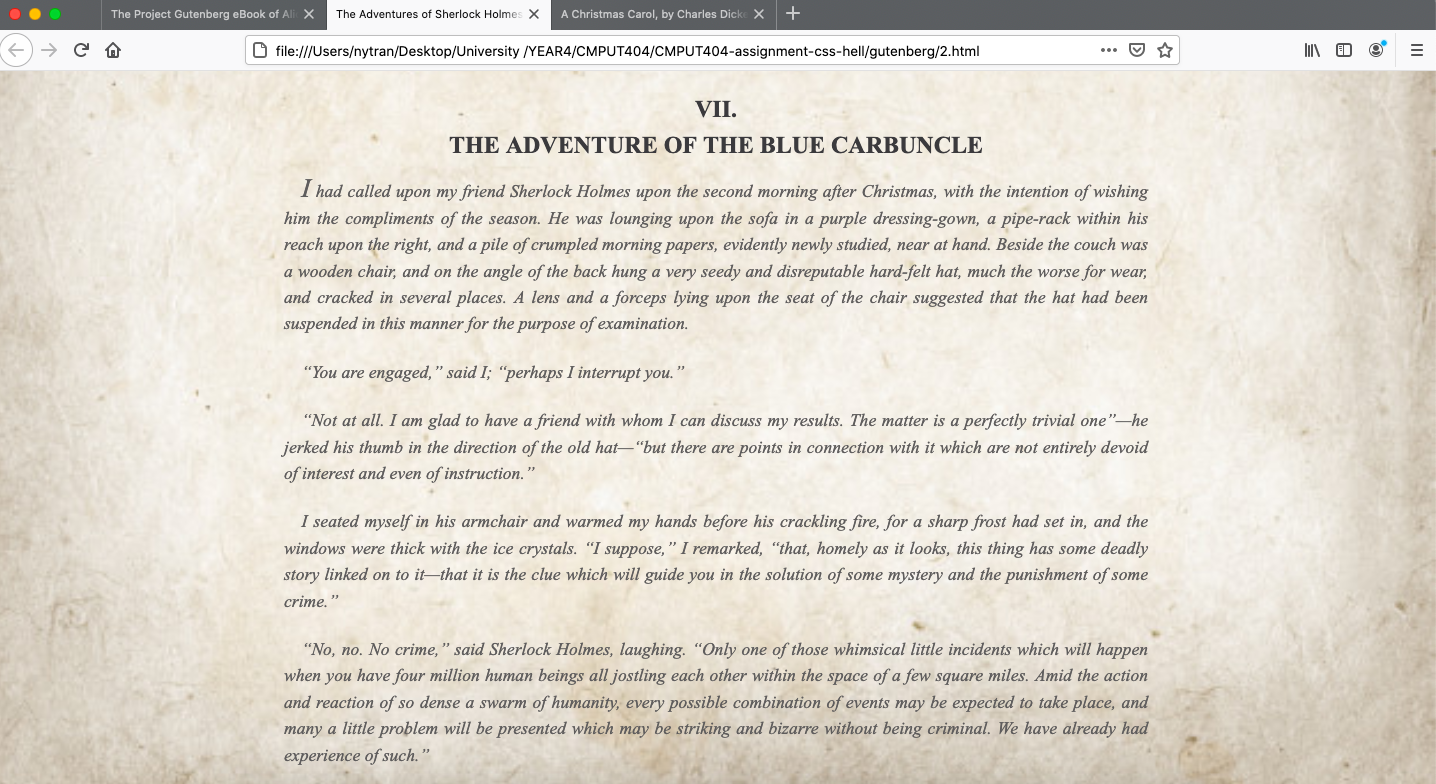 The Project Gutenberg eBook of Ali
The Adventures of Sherlock Holmes
A Christmas Carol, by Charles Dicke
file:///Users/nytran/Desktop/University /YEAR4/CMPUT404/CMPUT404-assignment-css-hell/gutenberg/2.html
VII.
THE ADVENTURE OF THE BLUE CARBUNCLE
I had called upon my friend Sherlock Holmes upon the second morning after Christmas, with the intention of wishing
him the compliments of the season. He was lounging upon the sofa in a purple dressing-gown, a pipe-rack within his
reach upon the right, and a pile of crumpled morning papers, evidently newly studied, near at hand. Beside the couch was
a wooden chair, and on the angle of the back hung a very seedy and disreputable hard-felt hat, much the worse for wear,
and cracked in several places. A lens and a forceps lying upon the seat of the chair suggested that the hat had been
suspended in this manner for the purpose of examination.
“You are engaged,” said I; “perhaps I interrupt you.”
“Not at all. I am glad to have a friend with whom I can discuss my results. The matter is a perfectly trivial one”—he
jerked his thumb in the direction of the old hat—“but there are points in connection with it which are not entirely devoid
of interest and even of instruction.”
I seated myself in his armchair and warmed my hands before his crackling fire, for a sharp frost had set in, and the
windows were thick with the ice crystals. “I suppose,” I remarked, “that, homely as it looks, this thing has some deadly
story linked on to it—that it is the clue which will guide you in the solution of some mystery and the punishment of some
crime.”
“No, no. No crime,” said Sherlock Holmes, laughing. “Only one of those whimsical little incidents which will happen
when you have four million human beings all jostling each other within the space of a few square miles. Amid the action
and reaction of so dense a swarm of humanity, every possible combination of events may be expected to take place, and
many a little problem will be presented which may be striking and bizarre without being criminal. We have already had
experience of such.”